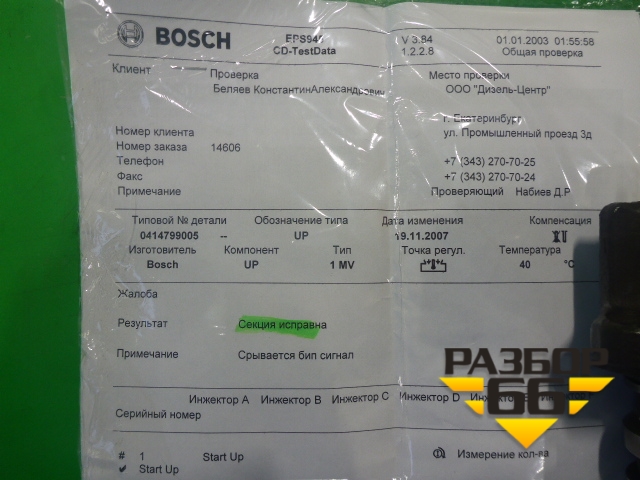 BOSCH
EPS945
CD-TestData
V 3.84
1.2.2.8
01.01.2003 01:55:58
Общая проверка
Клиент
Проверка
Беляев КонстантинАлександрович
Место проверки
ООО "Дизель-Центр"
г. Екатеринбург
ул. Промышленный проезд 3д
Номер клиента
Номер заказа 14606
Телефон +7 (343) 270-70-25
Факс +7 (343) 270-70-24
Примечание
Проверяющий Набиев Д.Р
Типовой № детали Обозначение типа Дата изменения Компенсация
0414799005 -- UP 19.11.2007
Изготовитель Компонент Тип Точка регул. Температура
Bosch UP 1 MV 40 °C
Жалоба
Результат Секция исправна
Примечание Срывается бип сигнал
Инжектор A Инжектор B Инжектор C Инжектор D
Серийный номер
# 1 Start Up
Измерение кол-ва
Start Up
РАЗБОР
66